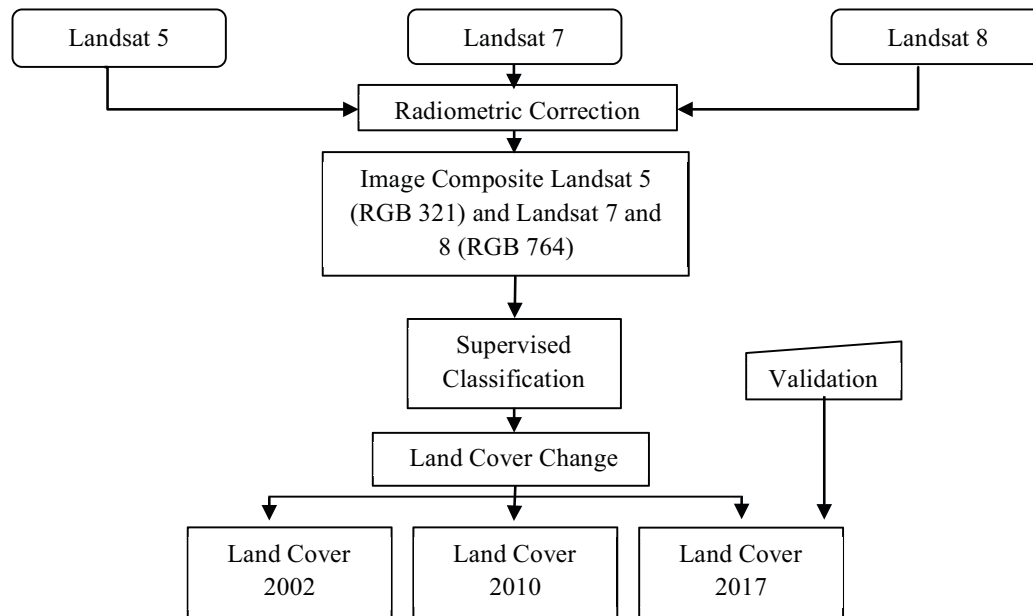 Landsat 5
Landsat 7
Landsat 8
Radiometric Correction
Image Composite Landsat 5
(RGB 321) and Landsat 7 and
8 (RGB 764)
Supervised
Classification
Validation
Land Cover Change
Land Cover
2002
Land Cover
2010
Land Cover
2017